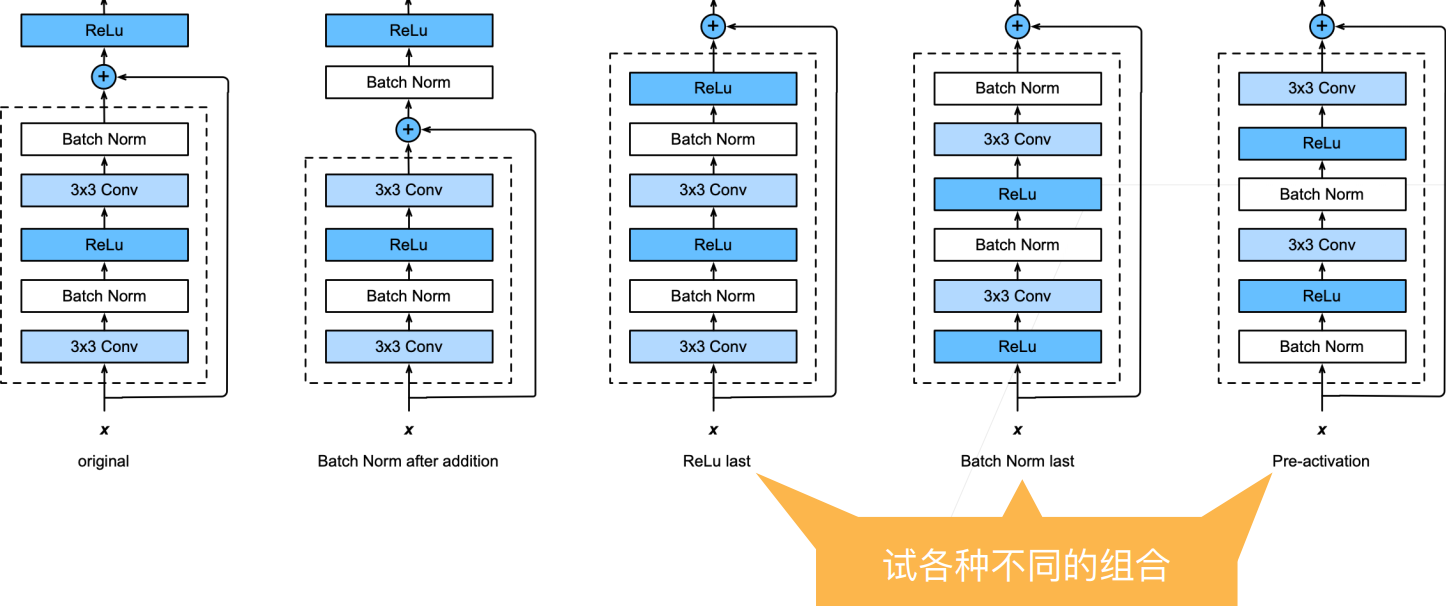 ReLu
+
Batch Norm
3x3 Conv
ReLu
Batch Norm
3x3 Conv
x
original
ReLu
Batch Norm
+
3x3 Conv
ReLu
Batch Norm
3x3 Conv
x
Batch Norm after addition
+
ReLu
Batch Norm
3x3 Conv
ReLu
Batch Norm
3x3 Conv
x
ReLu last
+
Batch Norm
3x3 Conv
ReLu
Batch Norm
3x3 Conv
ReLu
x
Batch Norm last
+
3x3 Conv
ReLu
Batch Norm
3x3 Conv
ReLu
Batch Norm
x
Pre-activation
试各种不同的组合